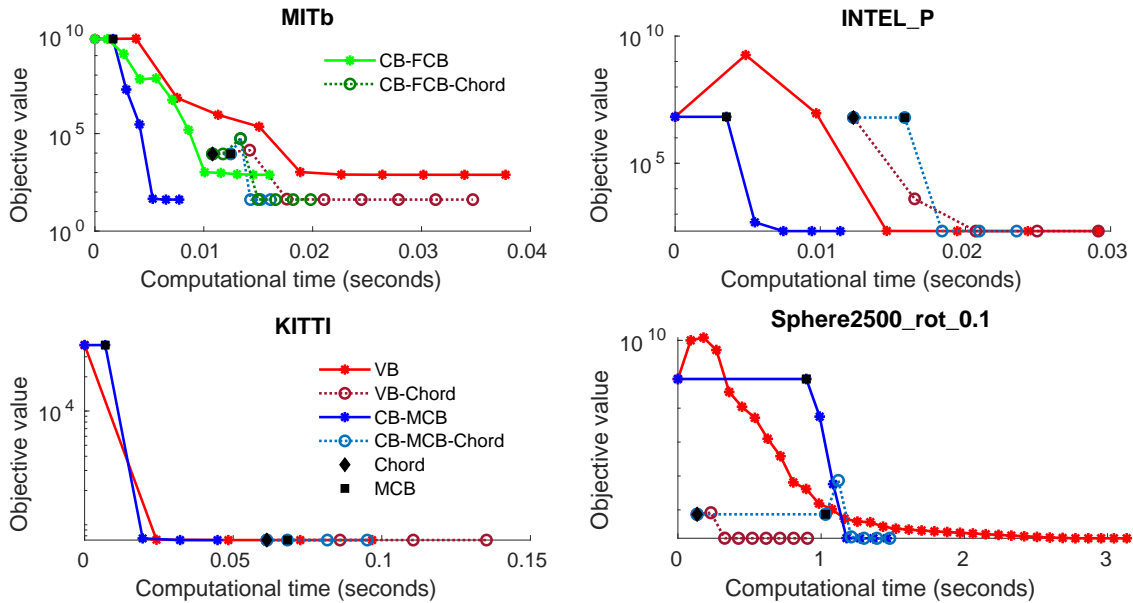 MITb
Objective value
10^10
10^5
10^0
0
0.01
0.02
0.03
0.04
Computational time (seconds)
CB-FCB
CB-FCB-Chord
INTEL_P
Objective value
10^10
10^5
0
0.01
0.02
0.03
Computational time (seconds)
KITTI
Objective value
10^4
0
0.05
0.1
0.15
Computational time (seconds)
VB
VB-Chord
CB-MCB
CB-MCB-Chord
Chord
MCB
Sphere2500_rot_0.1
Objective value
10^10
0
1
2
3
Computational time (seconds)